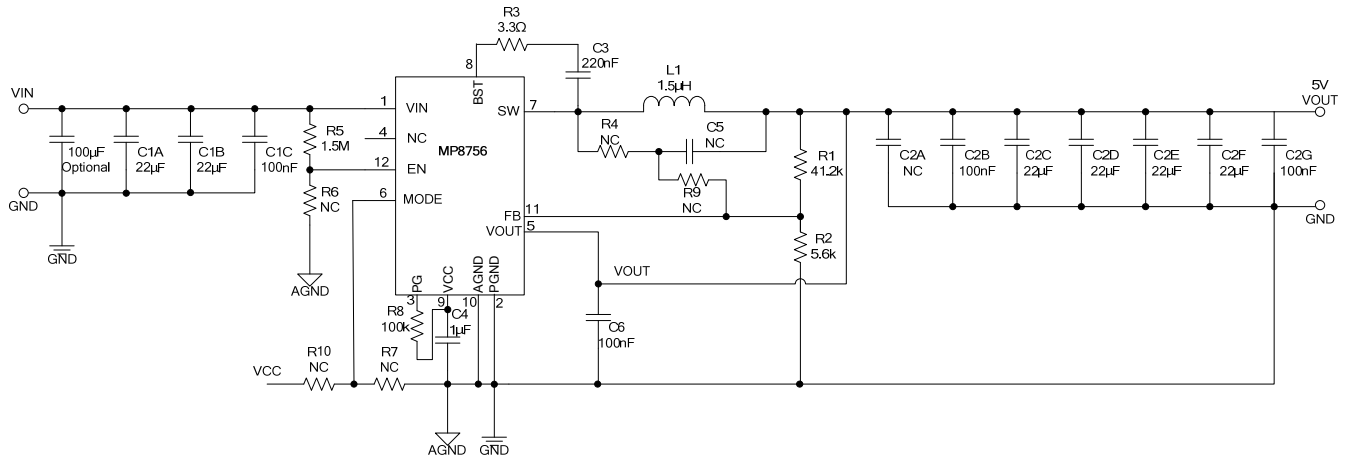 R3
3.3Ω
C3
220nF
8
BST
L1
1.5µH
VIN
1
VIN
SW
7
5V
VOUT
R4
NC
C5
NC
4
NC
MP8756
100µF
Optional
C1A
22µF
C1B
22µF
C1C
100nF
R5
1.5M
12
EN
R1
41.2k
C2A
NC
C2B
100nF
C2C
22µF
C2D
22µF
C2E
22µF
C2F
22µF
C2G
100nF
R9
NC
R6
NC
6
MODE
GND
FB
11
GND
VOUT
5
R2
5.6k
GND
AGND
VOUT
PG
VCC
AGND
PGND
3
9
10
2
R8
100k
C4
1µF
C6
100nF
R10
NC
R7
NC
VCC
AGND
GND